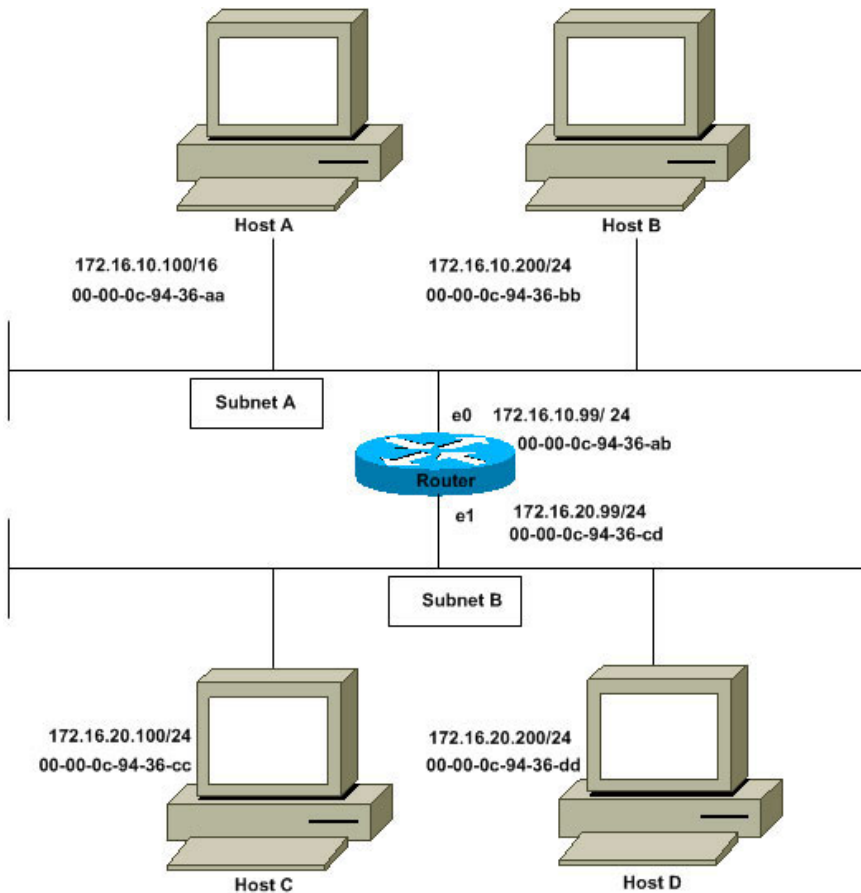 Host A
Host B
172.16.10.100/16
00-00-0c-94-36-aa
172.16.10.200/24
00-00-0c-94-36-bb
Subnet A
e0 172.16.10.99/ 24
00-00-0c-94-36-ab
Router
e1 172.16.20.99/24
00-00-0c-94-36-cd
Subnet B
172.16.20.100/24
00-00-0c-94-36-cc
172.16.20.200/24
00-00-0c-94-36-dd
Host C
Host D